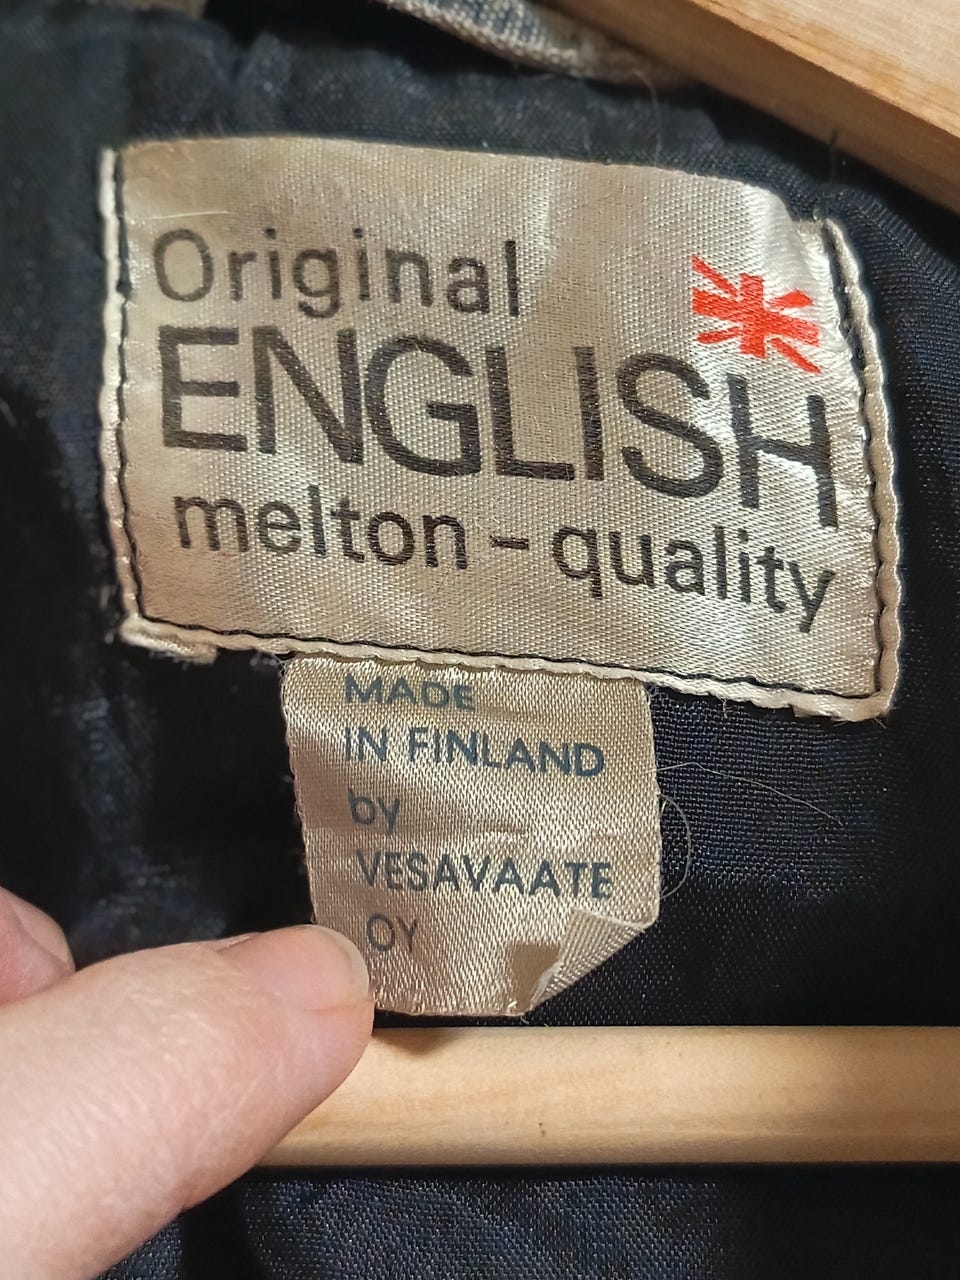 Original
ENGLISH
melton - quality
MADE
IN FINLAND
by
VESAVAATE
OY